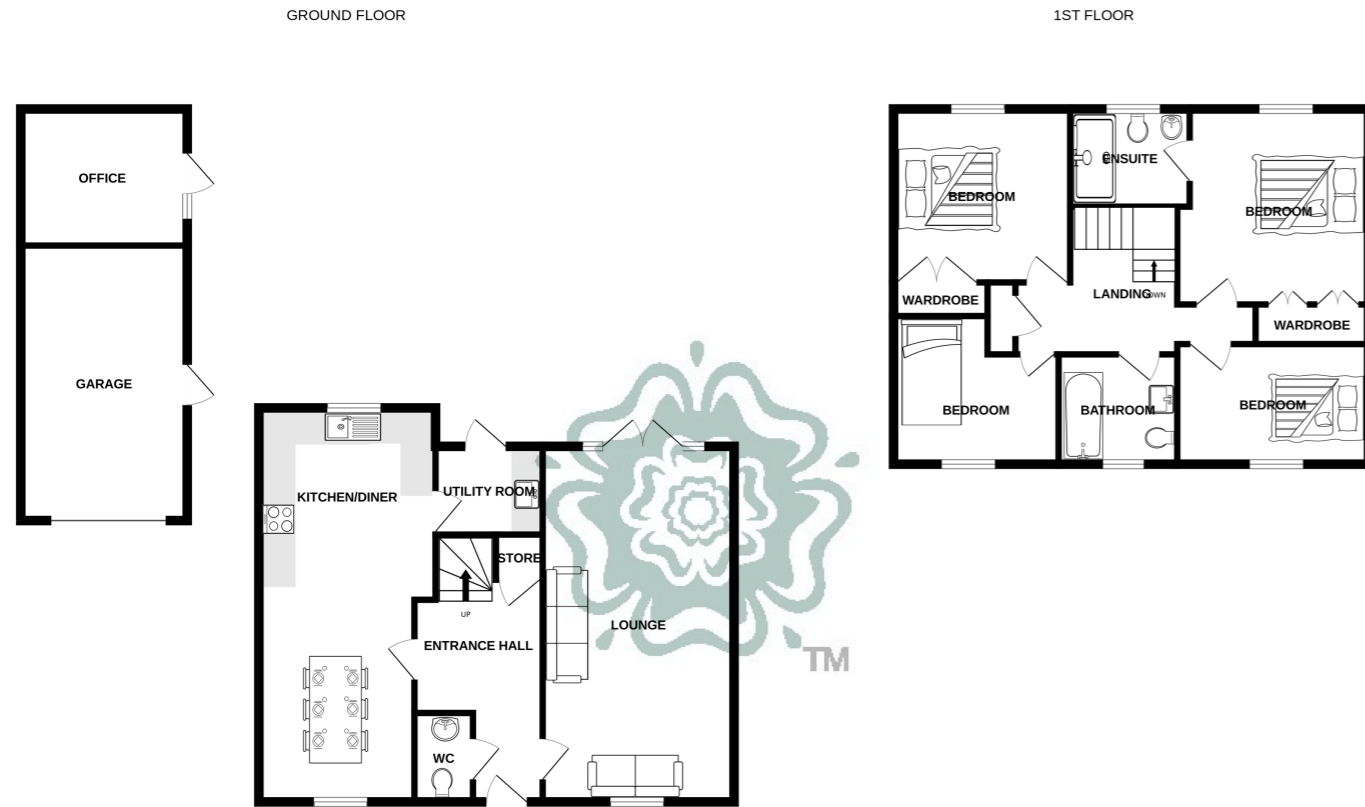 GROUND FLOOR
1ST FLOOR
OFFICE
GARAGE
KITCHEN/DINER
UTILITY ROOM
STORE
UP
ENTRANCE HALL
LOUNGE
WC
TM
ENSUITE
BEDROOM
BEDROOM
WARDROBE
LANDING
WARDROBE
BEDROOM
BATHROOM
BEDROOM